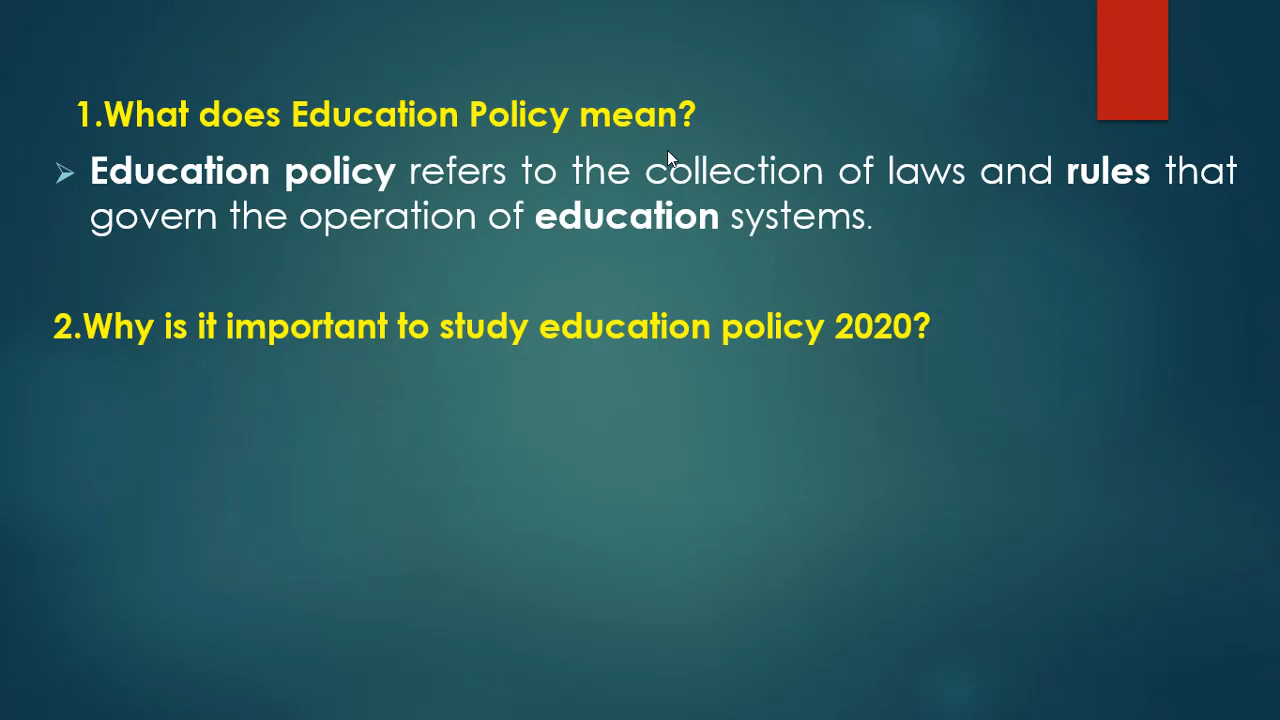 1.What does Education Policy mean?
Education policy refers to the collection of laws and rules that
govern the operation of education systems.
2.Why is it important to study education policy 2020?